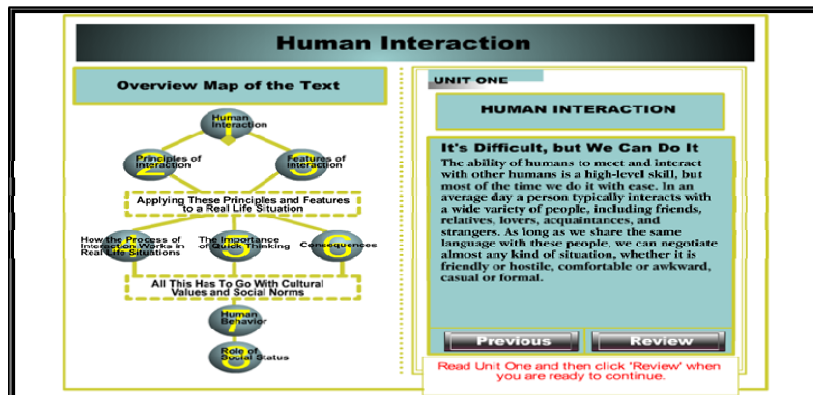 Human Interaction
Overview Map of the Text
1
Human
Interaction
2
Principles of
Interaction
3
Features of
Interaction
Applying These Principles and Features
to a Real Life Situation
How the Process of
Interaction Works in
Real Life Situations
5
The Importance
of Quick Thinking
6
Consequences
All This Has To Go With Cultural
Values and Social Norms
7
Human
Behavior
8
Role of
Social Status
UNIT ONE
HUMAN INTERACTION
It's Difficult, but We Can Do It
The ability of humans to meet and interact
with other humans is a high-level skill, but
most of the time we do it with ease. In an
average day a person typically interacts with
a wide variety of people, including friends,
relatives, lovers, acquaintances, and
strangers. As long as we share the same
language with these people, we can negotiate
almost any kind of situation, whether it is
friendly or hostile, comfortable or awkward,
casual or formal.
Previous
Review
Read Unit One and then click 'Review' when
you are ready to continue.